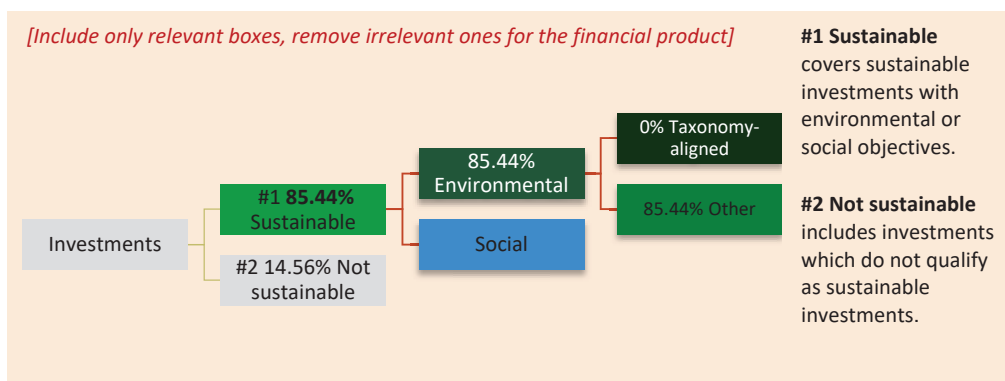 [Include only relevant boxes, remove irrelevant ones for the financial product]
Investments
#1 85.44%
Sustainable
#2 14.56% Not
sustainable
85.44%
Environmental
Social
0% Taxonomy-
aligned
85.44% Other
#1 Sustainable
covers sustainable
investments with
environmental or
social objectives.
#2 Not sustainable
includes investments
which do not qualify
as sustainable
investments.